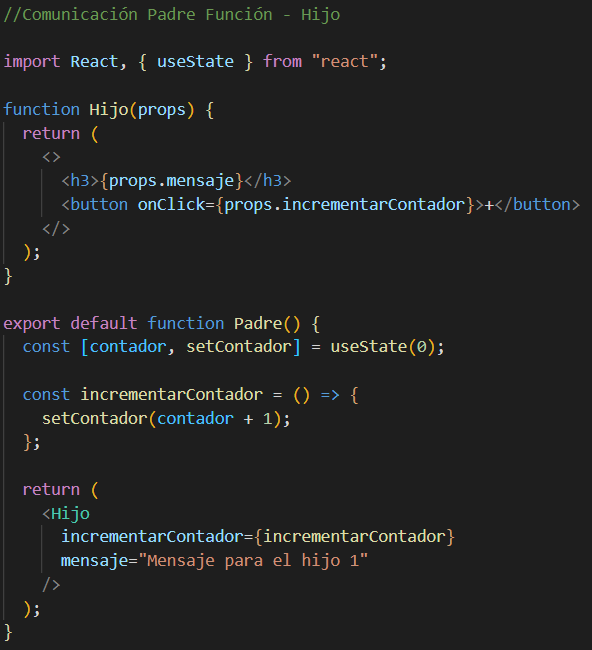 //Comunicación Padre Función - Hijo
import React, { useState } from "react";
function Hijo(props) {
  return (
    <>
      <h3>{props.mensaje}</h3>
      <button onClick={props.incrementarContador}>+</button>
    </>
  );
}
export default function Padre() {
  const [contador, setContador] = useState(0);
  const incrementarContador = () => {
    setContador(contador + 1);
  };
  return (
    <Hijo
      incrementarContador={incrementarContador}
      mensaje="Mensaje para el hijo 1"
    />
  );
}